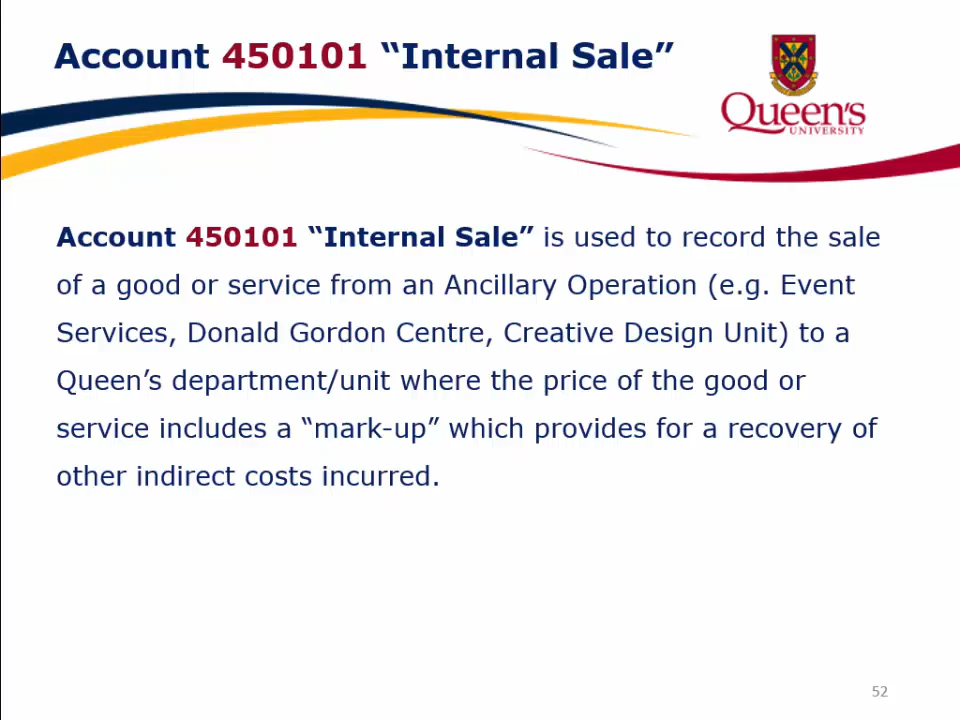 Account 450101 “Internal Sale”
Queen's
UNIVERSITY
Account 450101 “Internal Sale” is used to record the sale
of a good or service from an Ancillary Operation (e.g. Event
Services, Donald Gordon Centre, Creative Design Unit) to a
Queen’s department/unit where the price of the good or
service includes a “mark-up” which provides for a recovery of
other indirect costs incurred.
52